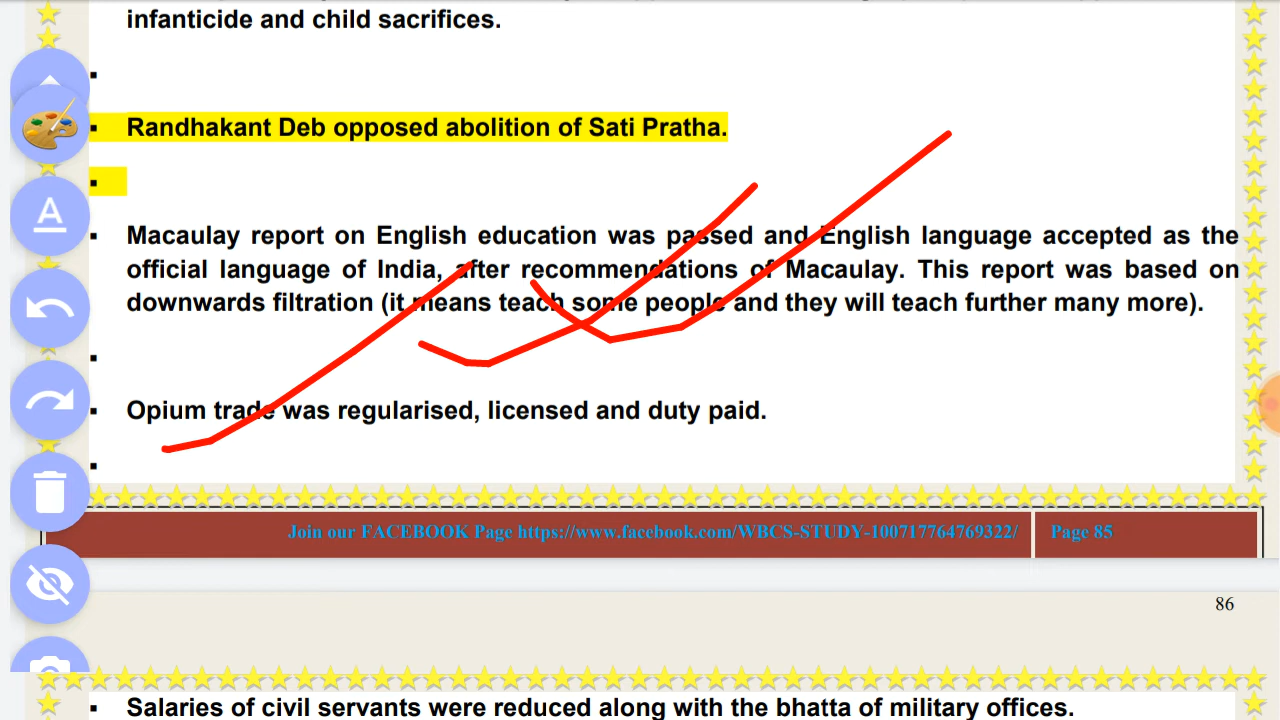 infanticide and child sacrifices.
Randhakant Deb opposed abolition of Sati Pratha.
Macaulay report on English education was passed and English language accepted as the
official language of India, after recommendations of Macaulay. This report was based on
downwards filtration (it means teach some people and they will teach further many more).
Opium trade was regularised, licensed and duty paid.
Join our FACEBOOK Page https://www.facebook.com/WBCS-STUDY-100717764769322/ Page 85
86
Salaries of civil servants were reduced along with the bhatta of military offices.